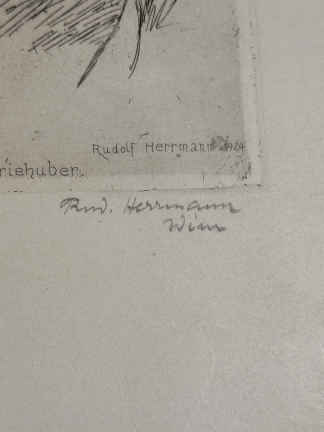 Rudolf Herrmann 1924
riehuber.
Rud. Herrmann
Wien